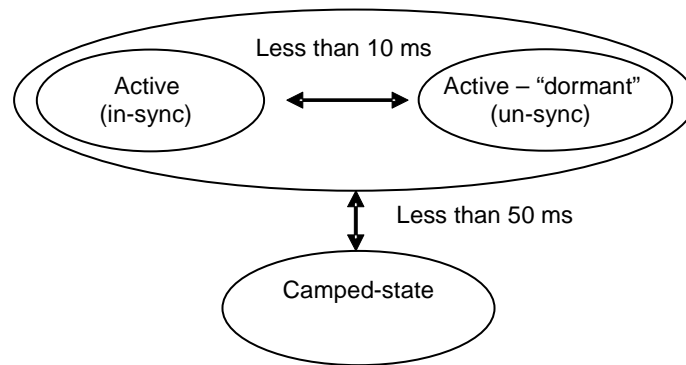 Less than 10 ms
Active
(in-sync)
Active – “dormant”
(un-sync)
Less than 50 ms
Camped-state